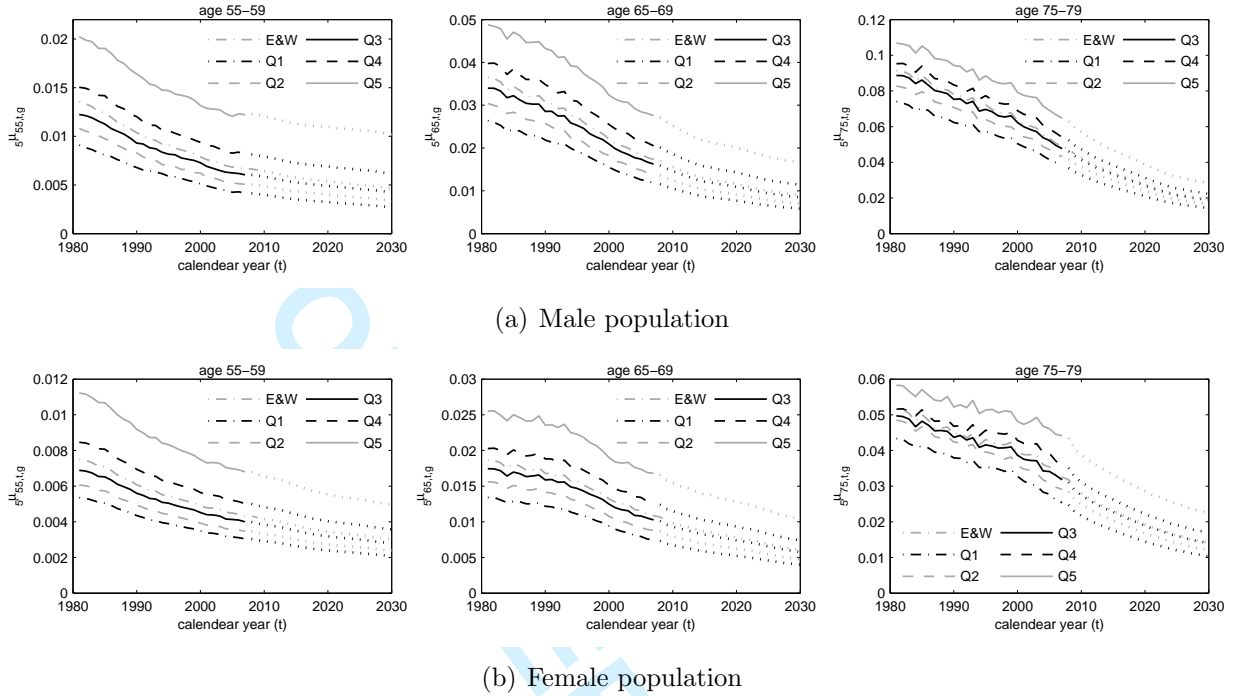 age 55−59
0.02
0.015
0.01
0.005
0
1980 1990 2000 2010 2020 2030
calendear year (t)
5μ55,t,g
E&W Q3
Q1 Q4
Q2 Q5
age 65−69
0.05
0.04
0.03
0.02
0.01
0
1980 1990 2000 2010 2020 2030
calendear year (t)
5μ65,t,g
E&W Q3
Q1 Q4
Q2 Q5
age 75−79
0.12
0.1
0.08
0.06
0.04
0.02
0
1980 1990 2000 2010 2020 2030
calendear year (t)
5μ75,t,g
E&W Q3
Q1 Q4
Q2 Q5
(a) Male population
age 55−59
0.012
0.01
0.008
0.006
0.004
0.002
0
1980 1990 2000 2010 2020 2030
calendear year (t)
5μ55,t,g
E&W Q3
Q1 Q4
Q2 Q5
age 65−69
0.03
0.025
0.02
0.015
0.01
0.005
0
1980 1990 2000 2010 2020 2030
calendear year (t)
5μ65,t,g
E&W Q3
Q1 Q4
Q2 Q5
age 75−79
0.06
0.05
0.04
0.03
0.02
0.01
0
1980 1990 2000 2010 2020 2030
calendear year (t)
5μ75,t,g
E&W Q3
Q1 Q4
Q2 Q5
(b) Female population